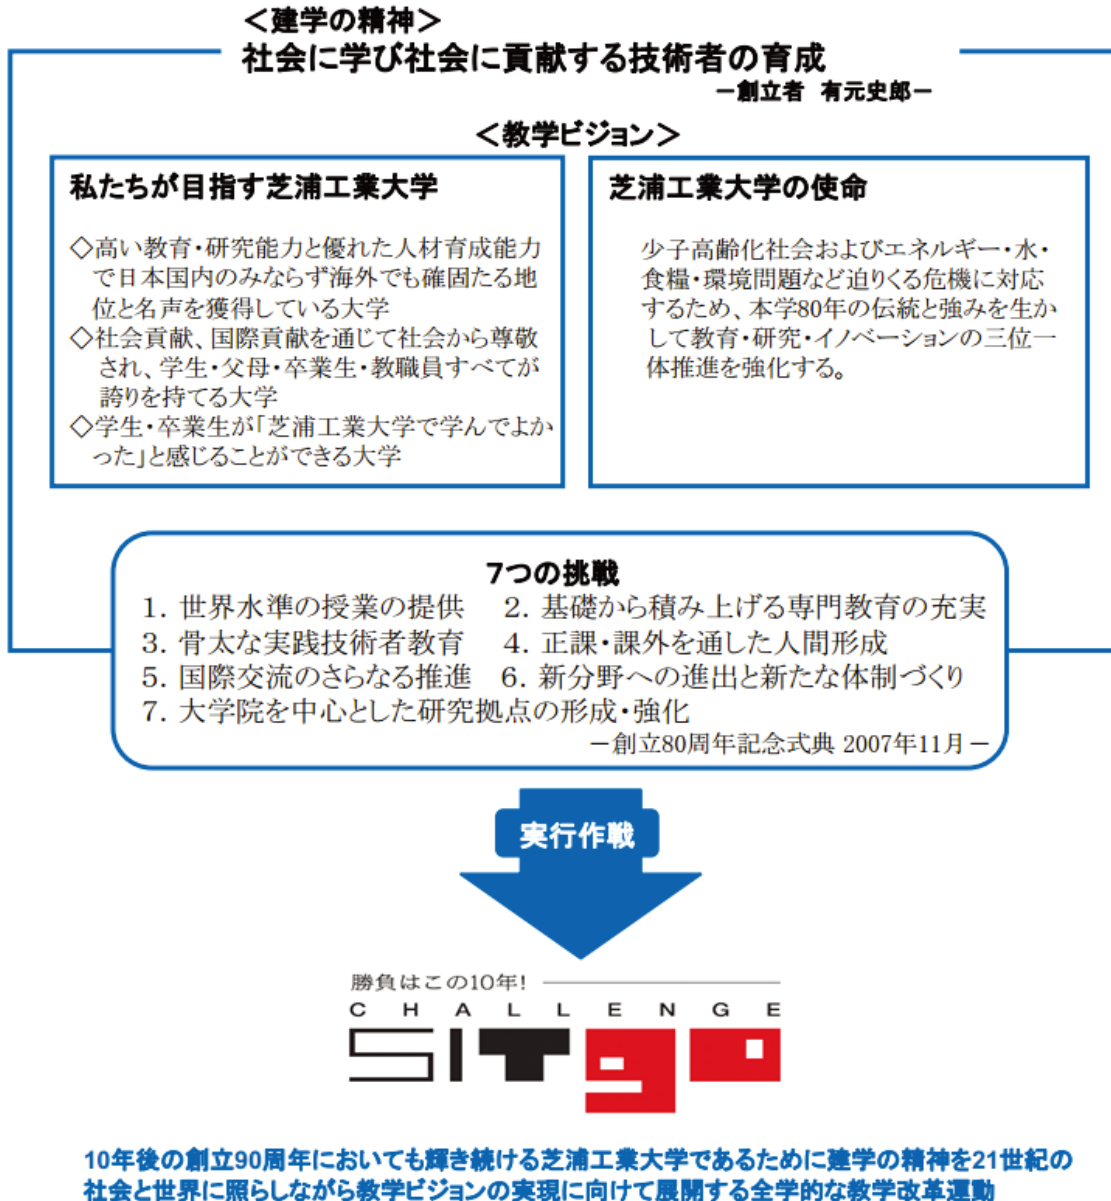 ＜建学の精神＞
社会に学び社会に貢献する技術者の育成
－創立者　有元史郎－
＜教学ビジョン＞
私たちが目指す芝浦工業大学
◇高い教育・研究能力と優れた人材育成能力
で日本国内のみならず海外でも確固たる地
位と名声を獲得している大学
◇社会貢献、国際貢献を通じて社会から尊敬
され、学生・父母・卒業生・教職員すべてが
誇りを持てる大学
◇学生・卒業生が「芝浦工業大学で学んでよか
った」と感じることができる大学
芝浦工業大学の使命
少子高齢化社会およびエネルギー・水・
食糧・環境問題など迫りくる危機に対応
するため、本学80年の伝統と強みを生か
して教育・研究・イノベーションの三位一
体推進を強化する。
7つの挑戦
1．世界水準の授業の提供　2．基礎から積み上げる専門教育の充実
3．骨太な実践技術者教育　4．正課・課外を通した人間形成
5．国際交流のさらなる推進　6．新分野への進出と新たな体制づくり
7．大学院を中心とした研究拠点の形成・強化
－創立80周年記念式典 2007年11月－
実行作戦
勝負はこの10年!
CHALLENGE
SITgo
10年後の創立90周年においても輝き続ける芝浦工業大学であるために建学の精神を21世紀の
社会と世界に照らしながら教学ビジョンの実現に向けて展開する全学的な教学改革運動